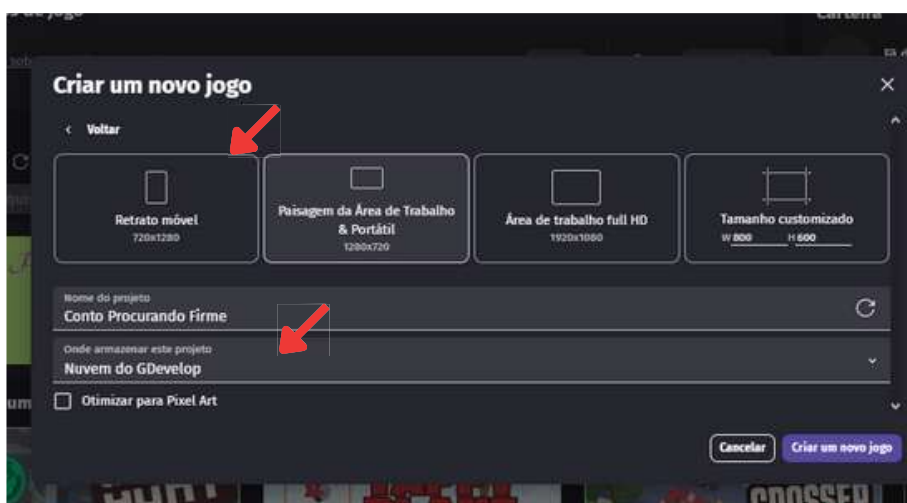 Carteira
Criar um novo jogo
Voltar
Retrato móvel
720x1280
Paisagem da Área de Trabalho
& Portátil
1280x720
Área de trabalho full HD
1920x1080
Tamanho customizado
W 800 H 600
Nome do projeto
Conto Procurando Firme
Onde armazenar este projeto
Nuvem do GDevelop
Otimizar para Pixel Art
Cancelar
Criar um novo jogo